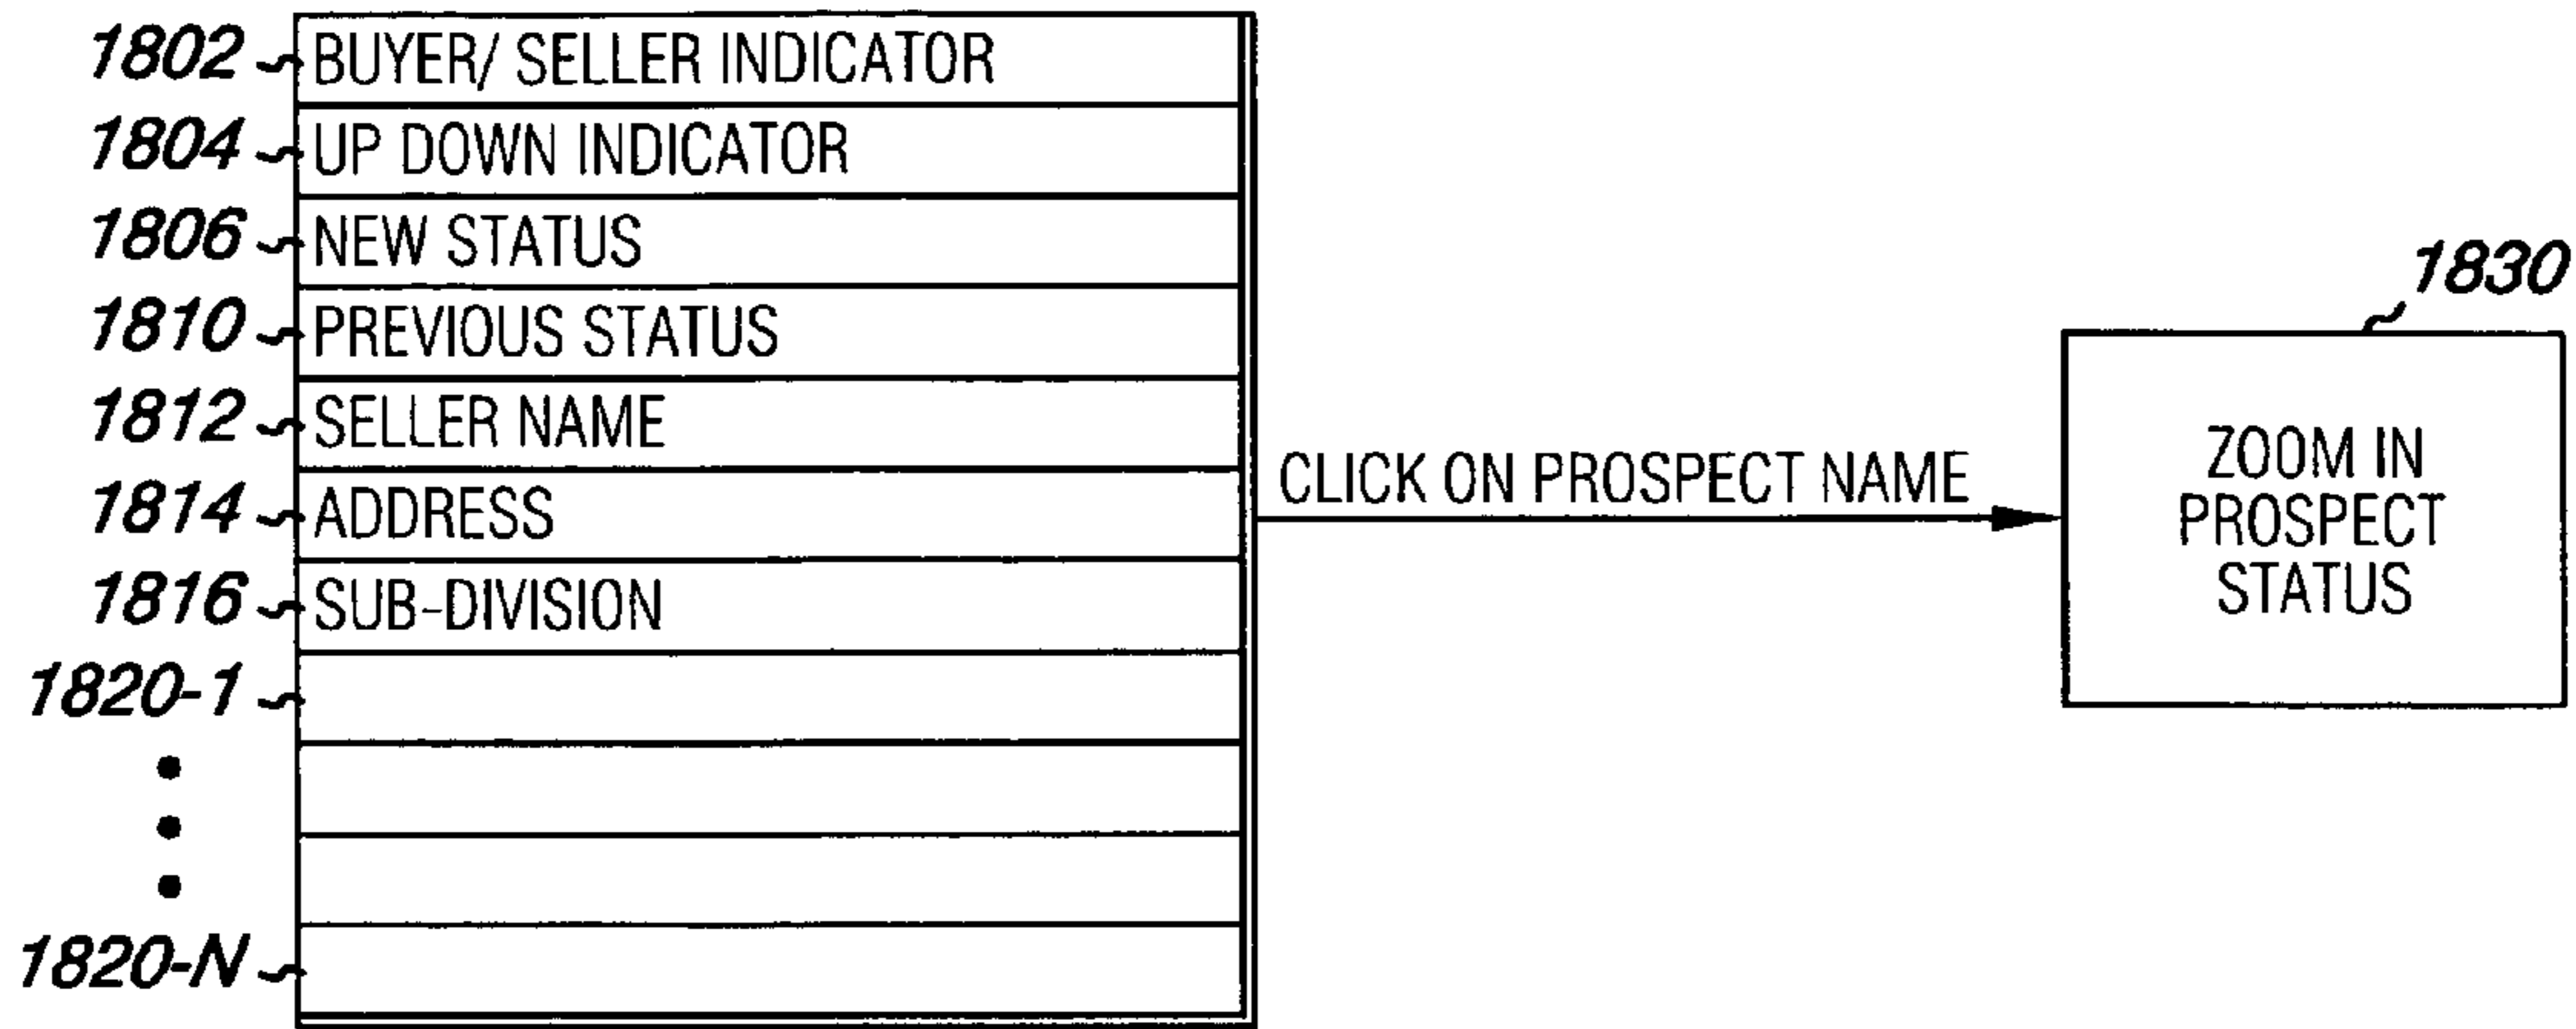 1802 BUYER/ SELLER INDICATOR
1804 UP DOWN INDICATOR
1806 NEW STATUS
1810 PREVIOUS STATUS
1812 SELLER NAME
1814 ADDRESS
1816 SUB-DIVISION
1820-1
1820-N
CLICK ON PROSPECT NAME
1830
ZOOM IN
PROSPECT
STATUS